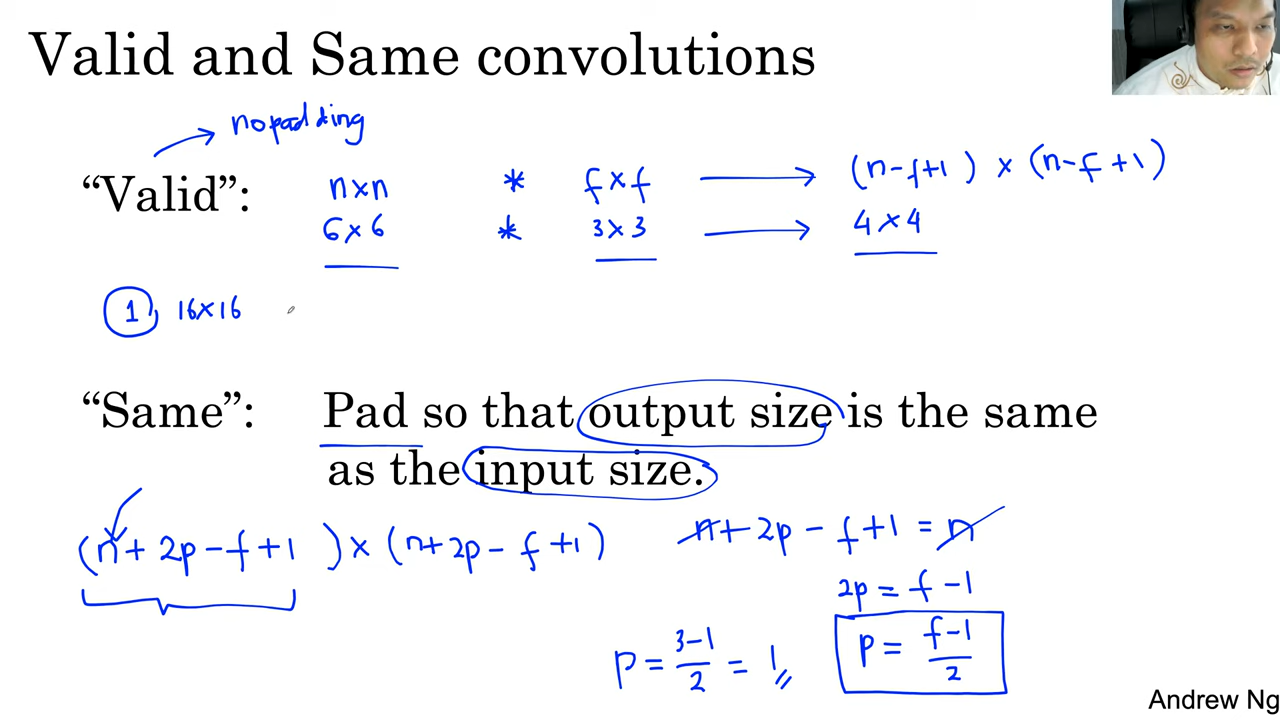 Valid and Same convolutions
no padding
“Valid”: n×n * f×f → (n-f+1) × (n-f+1)
6×6 * 3×3 → 4×4
1, 16×16
“Same”: Pad so that output size is the same
as the input size.
(n+2p-f+1) × (n+2p-f+1)
n+2p-f+1 = n
2p = f-1
p = 3-1/2 = 1
p = f-1/2
Andrew Ng